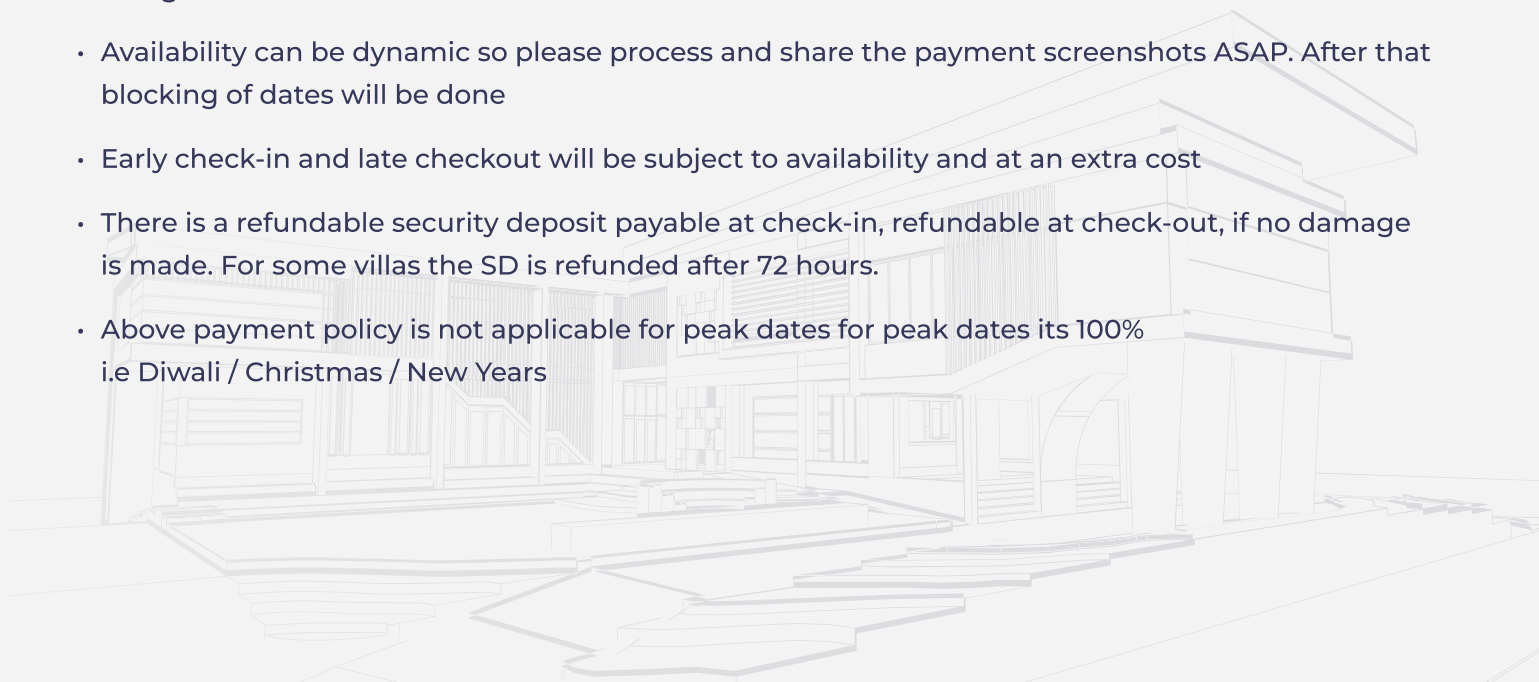 • Availability can be dynamic so please process and share the payment screenshots ASAP. After that
blocking of dates will be done
• Early check-in and late checkout will be subject to availability and at an extra cost
• There is a refundable security deposit payable at check-in, refundable at check-out, if no damage
is made. For some villas the SD is refunded after 72 hours.
• Above payment policy is not applicable for peak dates for peak dates its 100%
i.e Diwali / Christmas / New Years